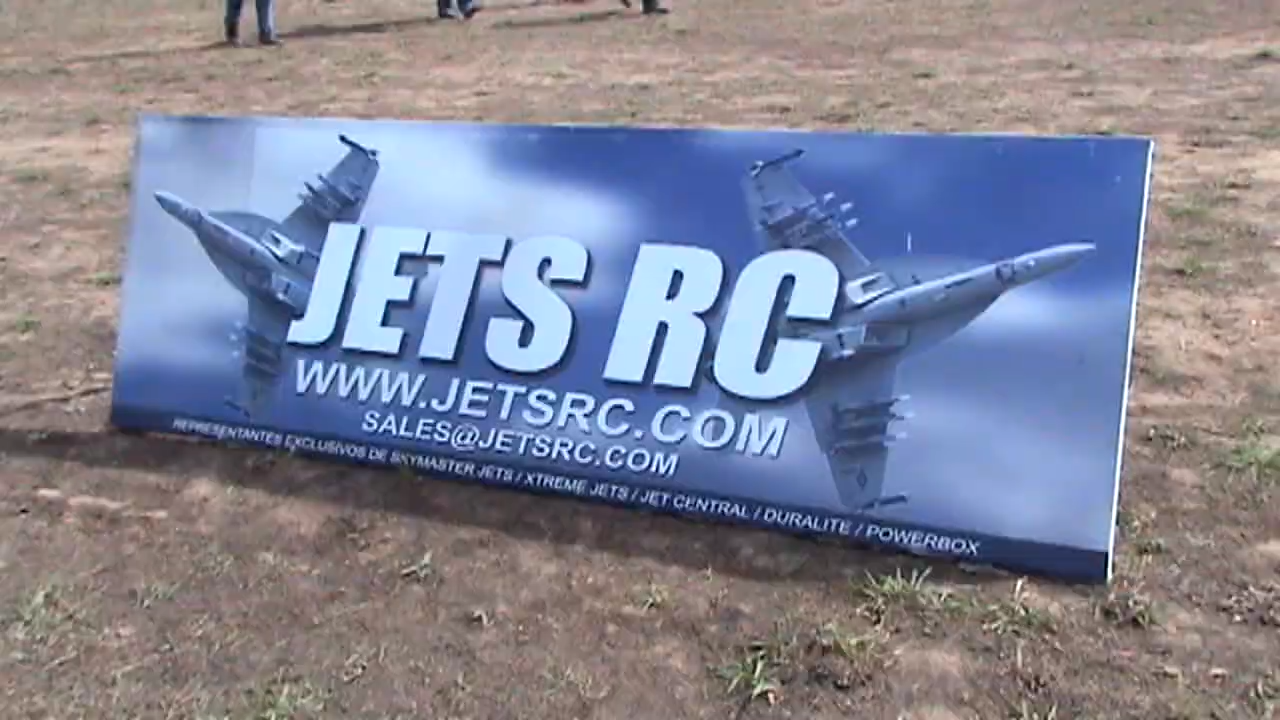 JETS RC
WWW.JETSRC.COM
SALES@JETSRC.COM
REPRESENTANTES EXCLUSIVOS DE SKYMASTER JETS / XTREME JETS / JET CENTRAL / DURALITE / POWERBOX